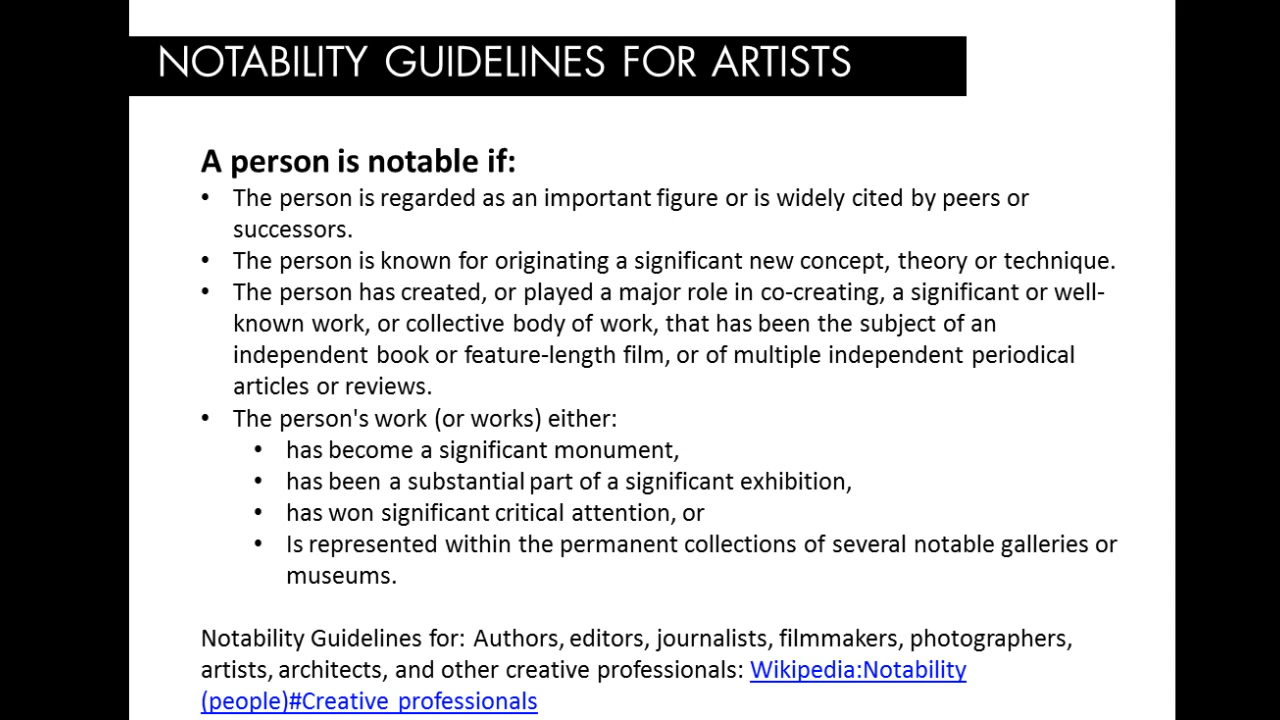 NOTABILITY GUIDELINES FOR ARTISTS
A person is notable if:
• The person is regarded as an important figure or is widely cited by peers or
successors.
• The person is known for originating a significant new concept, theory or technique.
• The person has created, or played a major role in co-creating, a significant or well-
known work, or collective body of work, that has been the subject of an
independent book or feature-length film, or of multiple independent periodical
articles or reviews.
• The person's work (or works) either:
• has become a significant monument,
• has been a substantial part of a significant exhibition,
• has won significant critical attention, or
• Is represented within the permanent collections of several notable galleries or
museums.
Notability Guidelines for: Authors, editors, journalists, filmmakers, photographers,
artists, architects, and other creative professionals: Wikipedia:Notability
(people)#Creative professionals